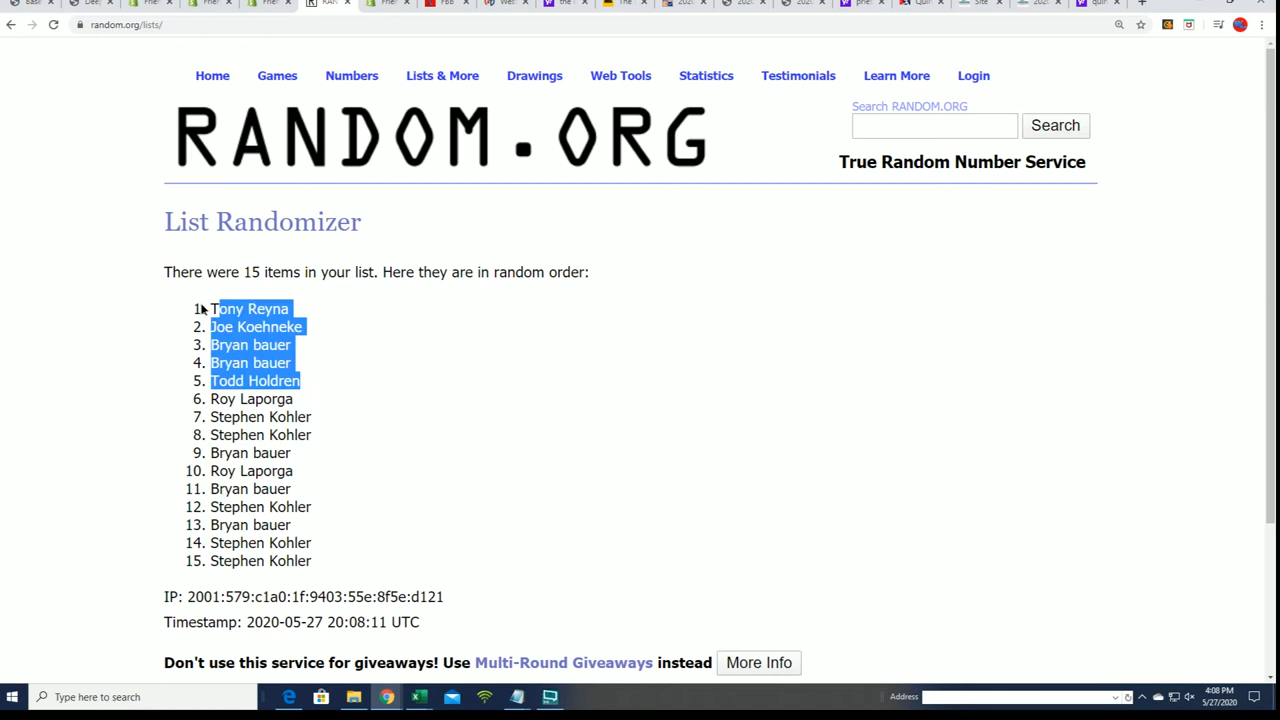 random.org/lists/
Home Games Numbers Lists & More Drawings Web Tools Statistics Testimonials Learn More Login
RANDOM.ORG
Search RANDOM.ORG
Search
True Random Number Service
List Randomizer
There were 15 items in your list. Here they are in random order:
1. Tony Reyna
2. Joe Koehneke
3. Bryan bauer
4. Bryan bauer
5. Todd Holdren
6. Roy Laporga
7. Stephen Kohler
8. Stephen Kohler
9. Bryan bauer
10. Roy Laporga
11. Bryan bauer
12. Stephen Kohler
13. Bryan bauer
14. Stephen Kohler
15. Stephen Kohler
IP: 2001:579:c1a0:1f:9403:55e:8f5e:d121
Timestamp: 2020-05-27 20:08:11 UTC
Don't use this service for giveaways! Use Multi-Round Giveaways instead More Info
Type here to search
Address
4:08 PM
5/27/2020